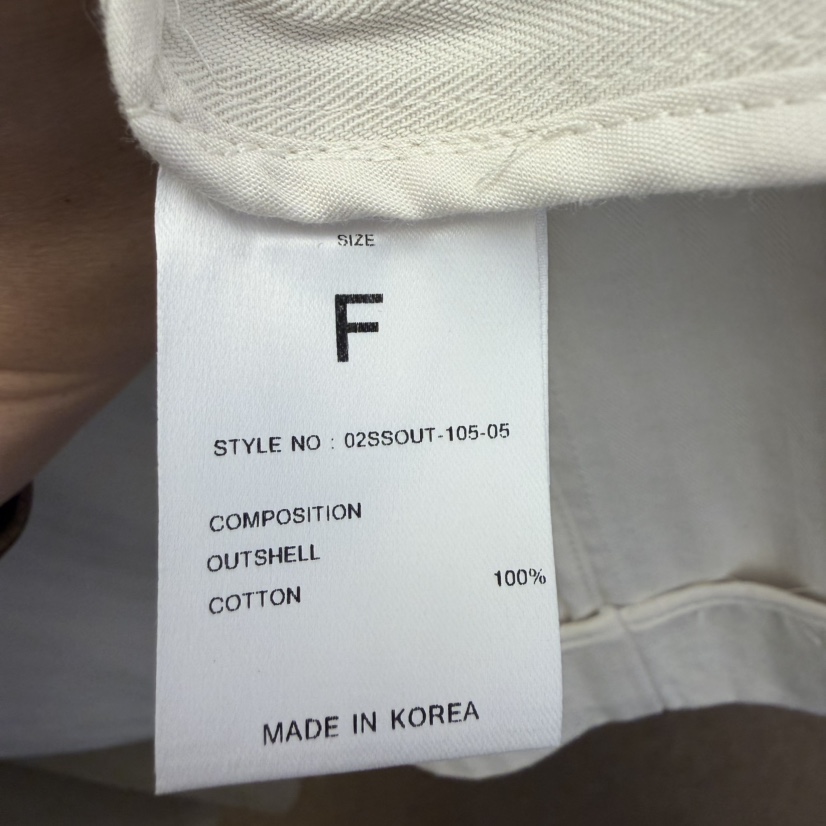 SIZE
F
STYLE NO : 02SSOUT-105-05
COMPOSITION
OUTSHELL
COTTON 100%
MADE IN KOREA